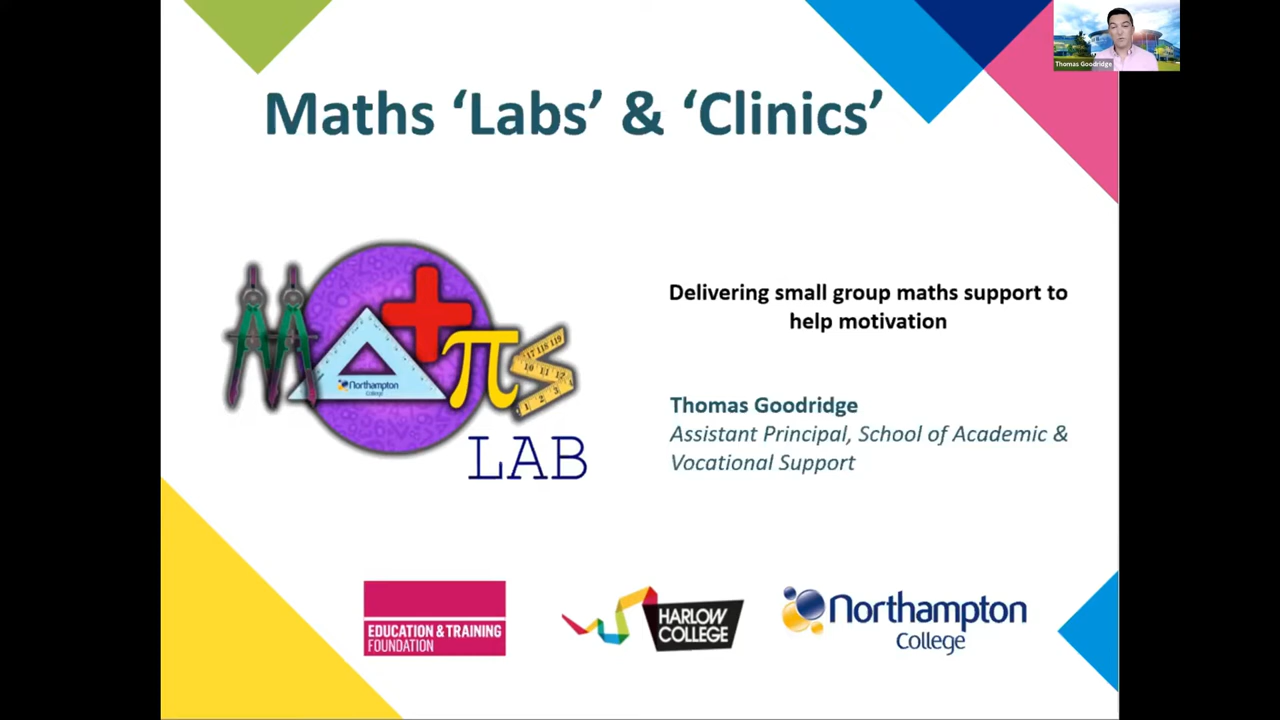 Thomas Goodridge
Maths ‘Labs’ & ‘Clinics’
Delivering small group maths support to
help motivation
Northampton
College
LAB
Thomas Goodridge
Assistant Principal, School of Academic &
Vocational Support
EDUCATION & TRAINING
FOUNDATION
HARLOW
COLLEGE
Northampton
College